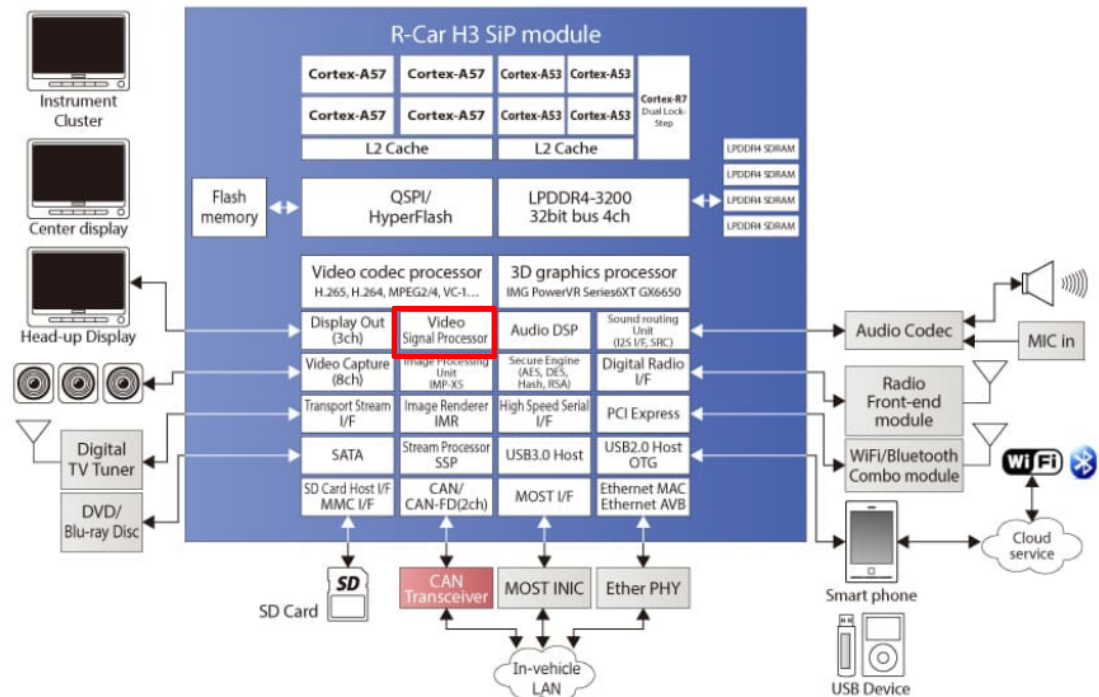 R-Car H3 SiP module
Instrument
Cluster
Center display
Head-up Display
Cortex-A57
Cortex-A57
Cortex-A53
Cortex-A53
Cortex-R7
Dual Lock-
Step
Cortex-A57
Cortex-A57
Cortex-A53
Cortex-A53
L2 Cache
L2 Cache
LPDDR4 SDRAM
LPDDR4 SDRAM
LPDDR4 SDRAM
LPDDR4 SDRAM
Flash
memory
QSPI/
HyperFlash
LPDDR4-3200
32bit bus 4ch
Video codec processor
H.265, H.264, MPEG2/4, VC-1...
3D graphics processor
IMG PowerVR Series6XT GX6650
Display Out
(3ch)
Video
Signal Processor
Audio DSP
Sound routing
Unit
(I2S I/F, SRC)
Audio Codec
MIC in
Video Capture
(8ch)
Image Processing
Unit
IMP-X5
Secure Engine
(AES, DES,
Hash, RSA)
Digital Radio
I/F
Radio
Front-end
module
Transport Stream
I/F
Image Renderer
IMR
High Speed Serial
I/F
PCI Express
Digital
TV Tuner
WiFi/Bluetooth
Combo module
Wi Fi
SATA
Stream Processor
SSP
USB3.0 Host
USB2.0 Host
OTG
DVD/
Blu-ray Disc
SD Card Host I/F
MMC I/F
CAN/
CAN-FD(2ch)
MOST I/F
Ethernet MAC
Ethernet AVB
Cloud
service
SD
SD Card
CAN
Transceiver
MOST INIC
Ether PHY
Smart phone
In-vehicle
LAN
USB Device